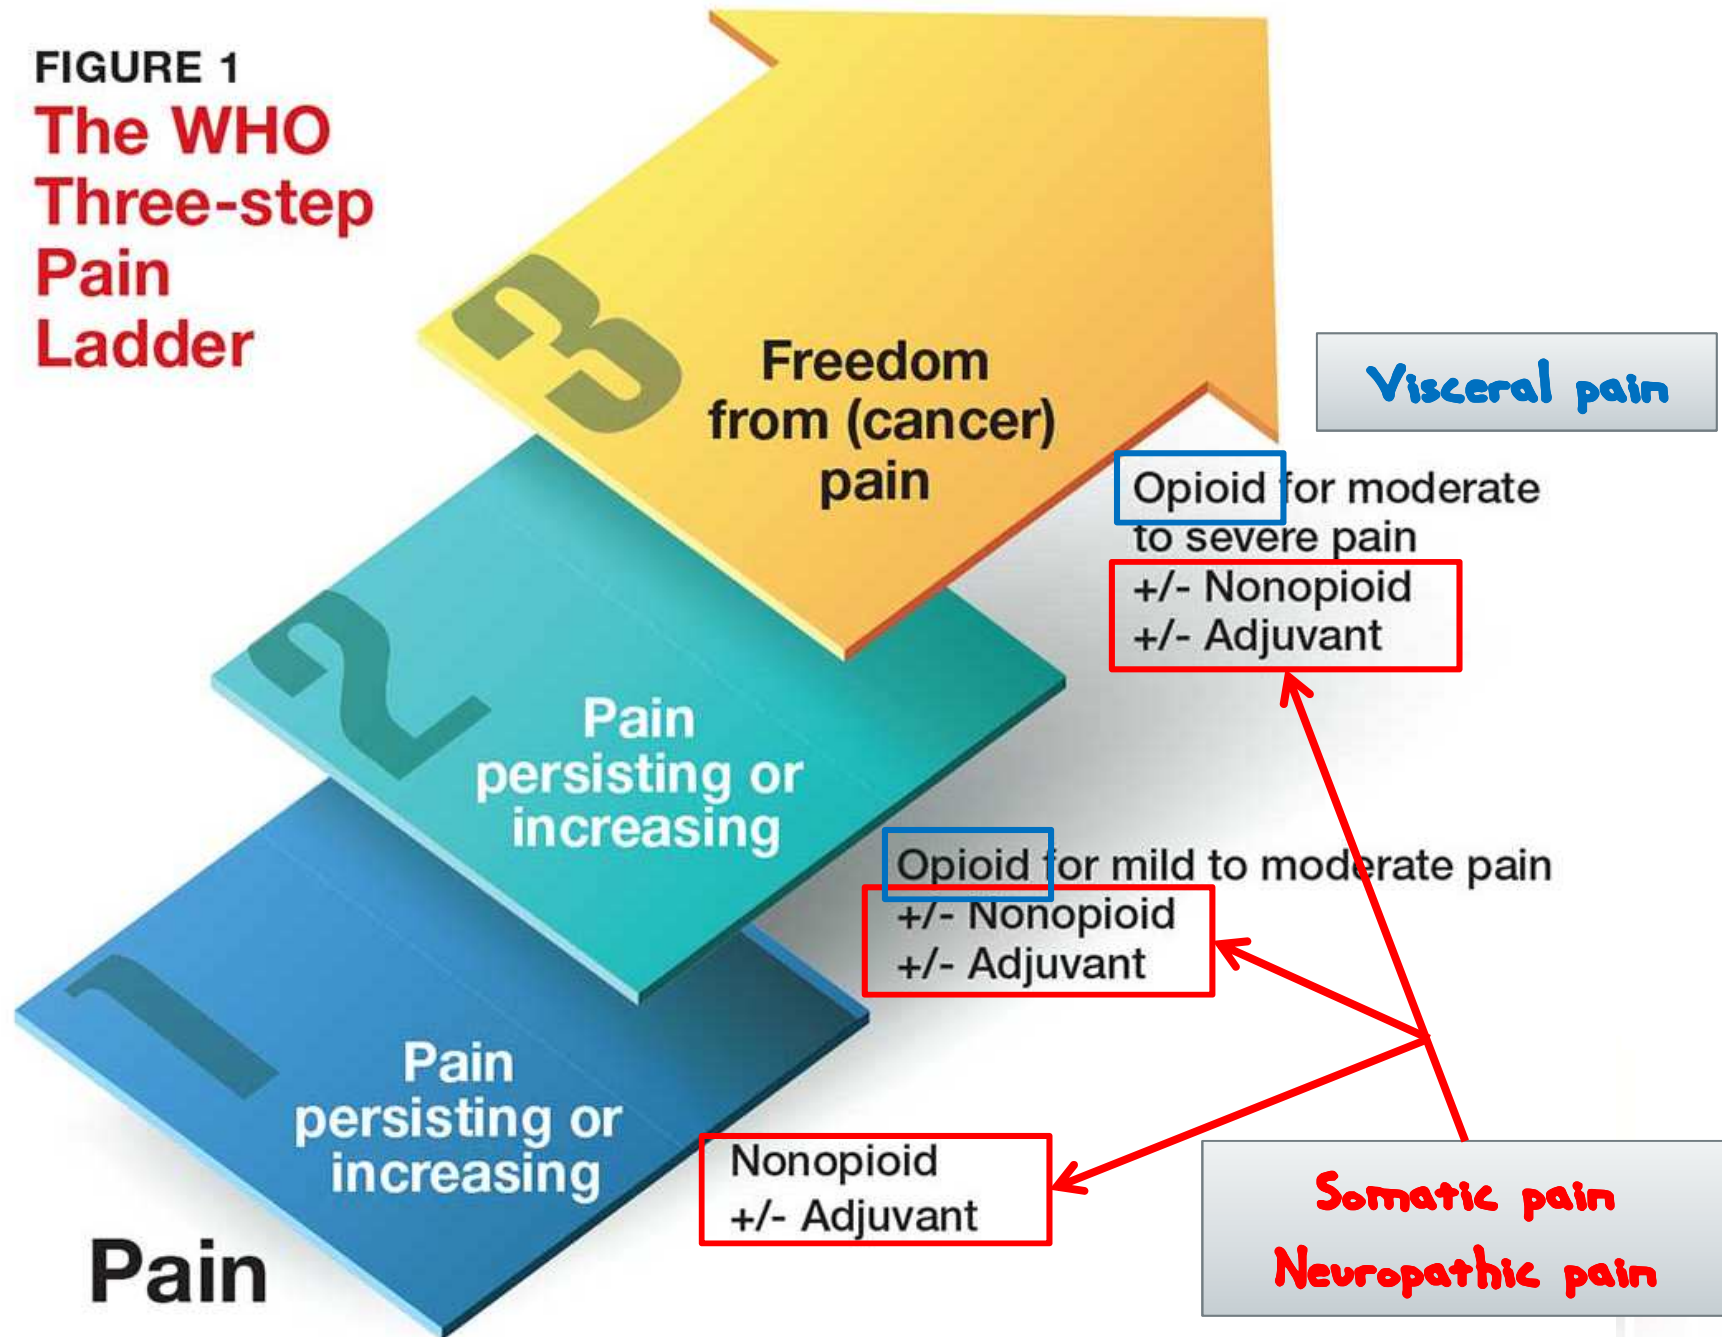 FIGURE 1
The WHO
Three-step
Pain
Ladder
3
Freedom
from (cancer)
pain
Visceral pain
Opioid for moderate
to severe pain
+/- Nonopioid
+/- Adjuvant
2
Pain
persisting or
increasing
Opioid for mild to moderate pain
+/- Nonopioid
+/- Adjuvant
1
Pain
persisting or
increasing
Nonopioid
+/- Adjuvant
Somatic pain
Neuropathic pain
Pain